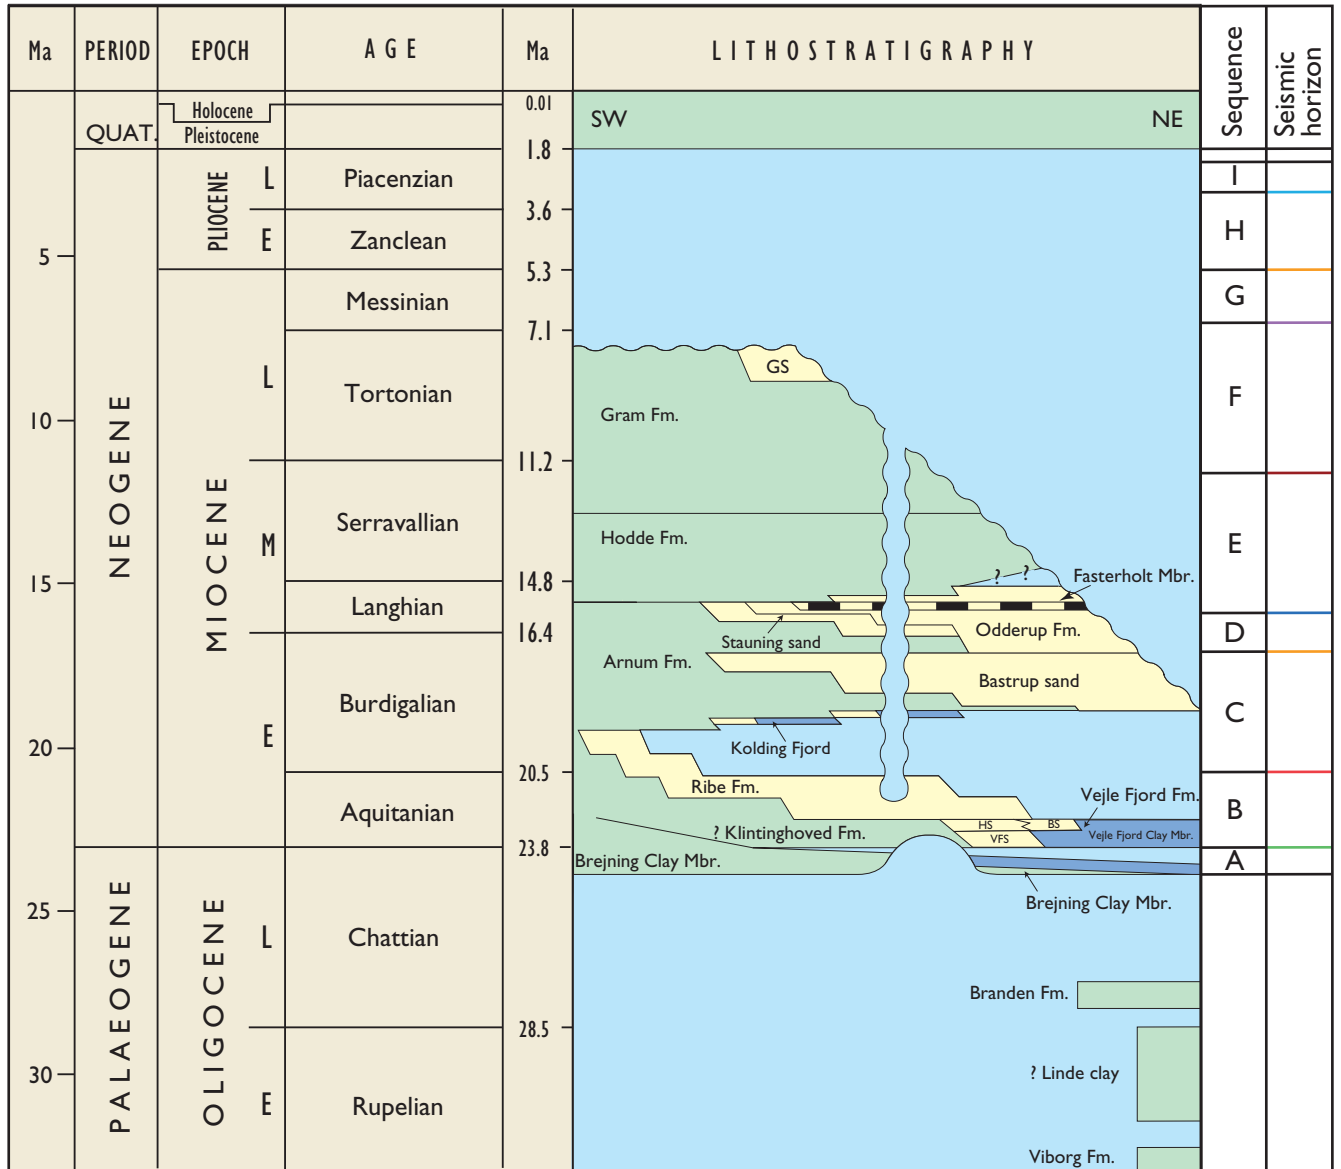 Ma
PERIOD
EPOCH
AGE
Ma
LITHOSTRATIGRAPHY
Sequence
Seismic
horizon
Holocene
0.01
SW
NE
QUAT.
Pleistocene
1.8
PLIOCENE
L
Piacenzian
I
3.6
E
Zanclean
H
5
5.3
Messinian
G
7.1
GS
L
Tortonian
F
10
Gram Fm.
11.2
NEOGENE
MIOCENE
Serravallian
Hodde Fm.
M
E
? ?
Fasterholt Mbr.
15
14.8
Langhian
16.4
Stauning sand
Odderup Fm.
D
Arnum Fm.
Bastrup sand
Burdigalian
C
E
20
Kolding Fjord
20.5
Ribe Fm.
Vejle Fjord Fm.
Aquitanian
B
HS
BS
? Klintinghoved Fm.
VFS
Vejle Fjord Clay Mbr.
23.8
Brejning Clay Mbr.
A
Brejning Clay Mbr.
25
PALAEOGENE
OLIGOCENE
L
Chattian
Branden Fm.
28.5
30
? Linde clay
E
Rupelian
Viborg Fm.